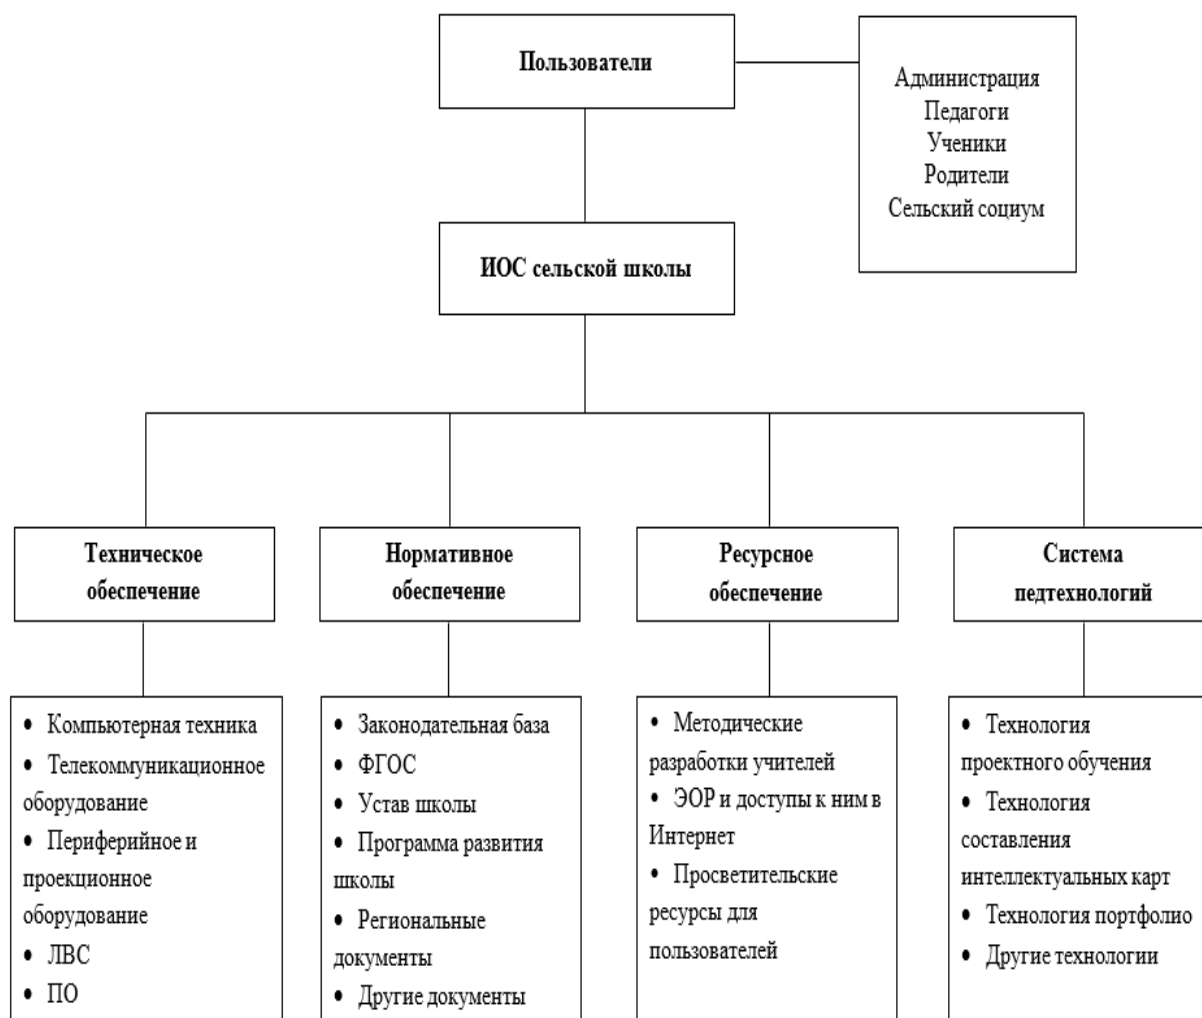 Пользователи
Администрация
Педагоги
Ученики
Родители
Сельский социум
ИОС сельской школы
Техническое
обеспечение
• Компьютерная техника
• Телекоммуникационное
оборудование
• Периферийное и
проекционное
оборудование
• ЛВС
• ПО
Нормативное
обеспечение
• Законодательная база
• ФГОС
• Устав школы
• Программа развития
школы
• Региональные
документы
• Другие документы
Ресурсное
обеспечение
• Методические
разработки учителей
• ЭОР и доступы к ним в
Интернет
• Просветительские
ресурсы для
пользователей
Система
педтехнологий
• Технология
проектного обучения
• Технология
составления
интеллектуальных карт
• Технология портфолио
• Другие технологии